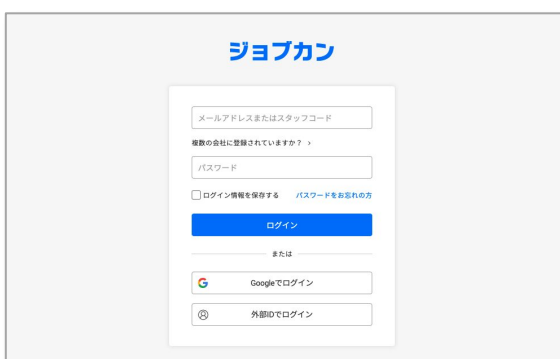 ジョブカン
メールアドレスまたはスタッフコード
複数の会社に登録されていますか？ ›
パスワード
ログイン情報を保存する パスワードをお忘れの方
ログイン
または
Googleでログイン
外部IDでログイン